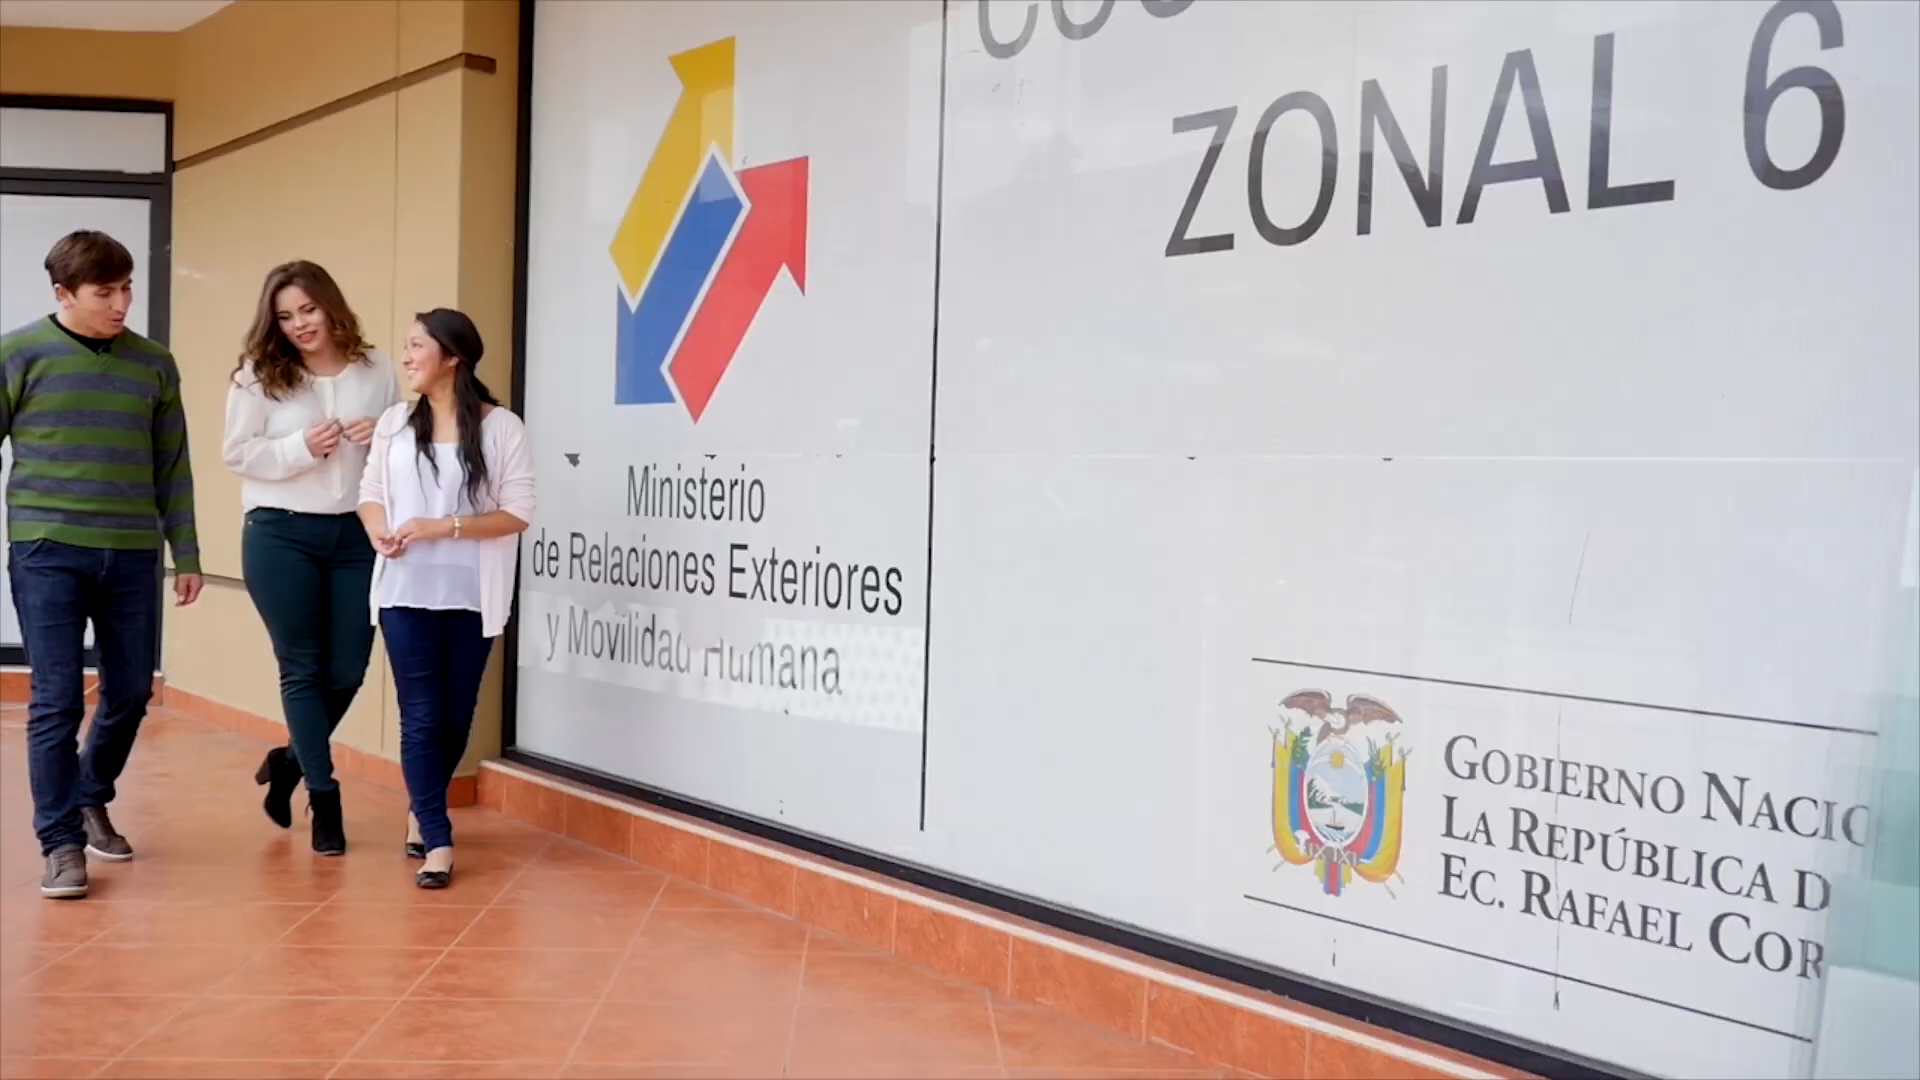 ZONAL 6
Ministerio
de Relaciones Exteriores
y Movilidad Humana
GOBIERNO NACIO
LA REPÚBLICA D
EC. RAFAEL COR